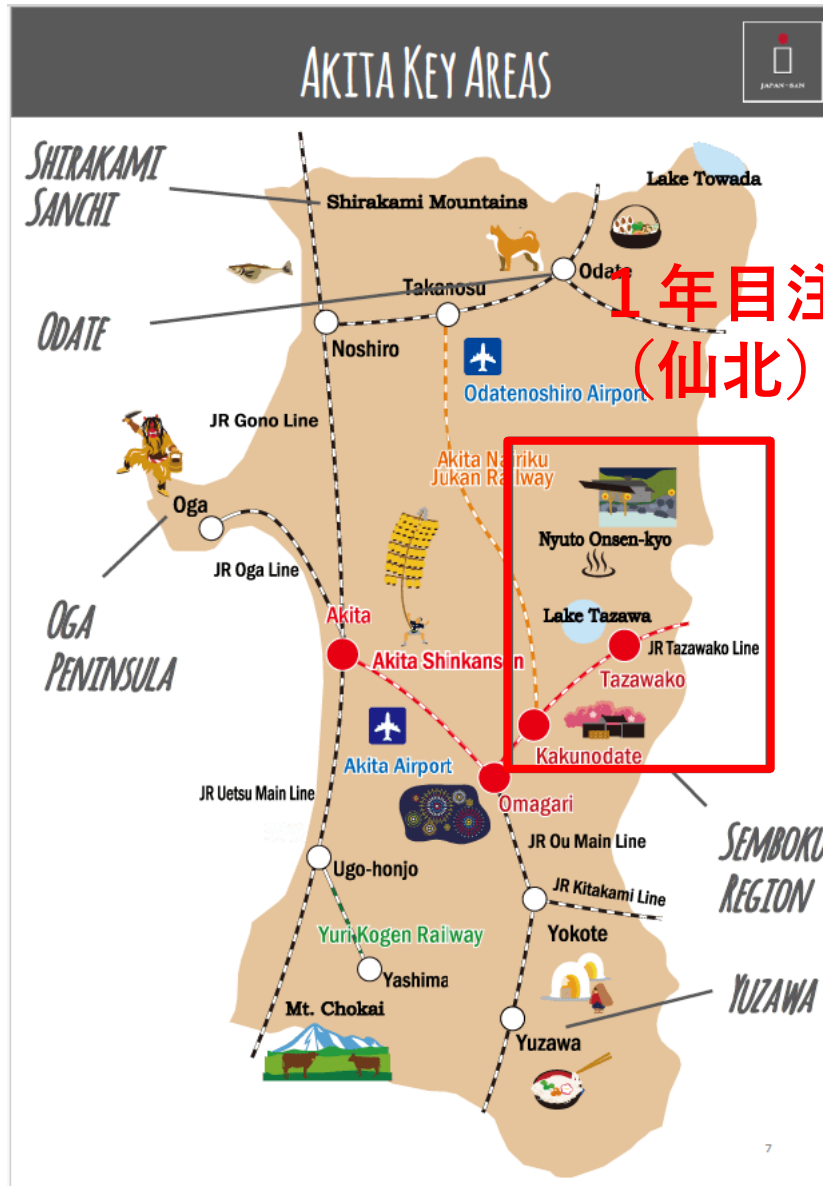 AKITA KEY AREAS
JAPAN-SAN
SHIRAKAMI
SANCHI
Shirakami Mountains
Lake Towada
Odate
Takanosu
ODATE
Noshiro
1年目注
(仙北)
Odatenoshiro Airport
JR Gono Line
Akita Nairiku
Jukan Railway
Oga
Nyuto Onsen-kyo
JR Oga Line
OGA
PENINSULA
Lake Tazawa
Akita
Akita Shinkansen
JR Tazawako Line
Tazawako
Kakunodate
Akita Airport
JR Uetsu Main Line
Omagari
JR Ou Main Line
SEMBOKU
REGION
Ugo-honjo
JR Kitakami Line
Yuri Kogen Railway
Yokote
Yashima
YUZAWA
Mt. Chokai
Yuzawa
7